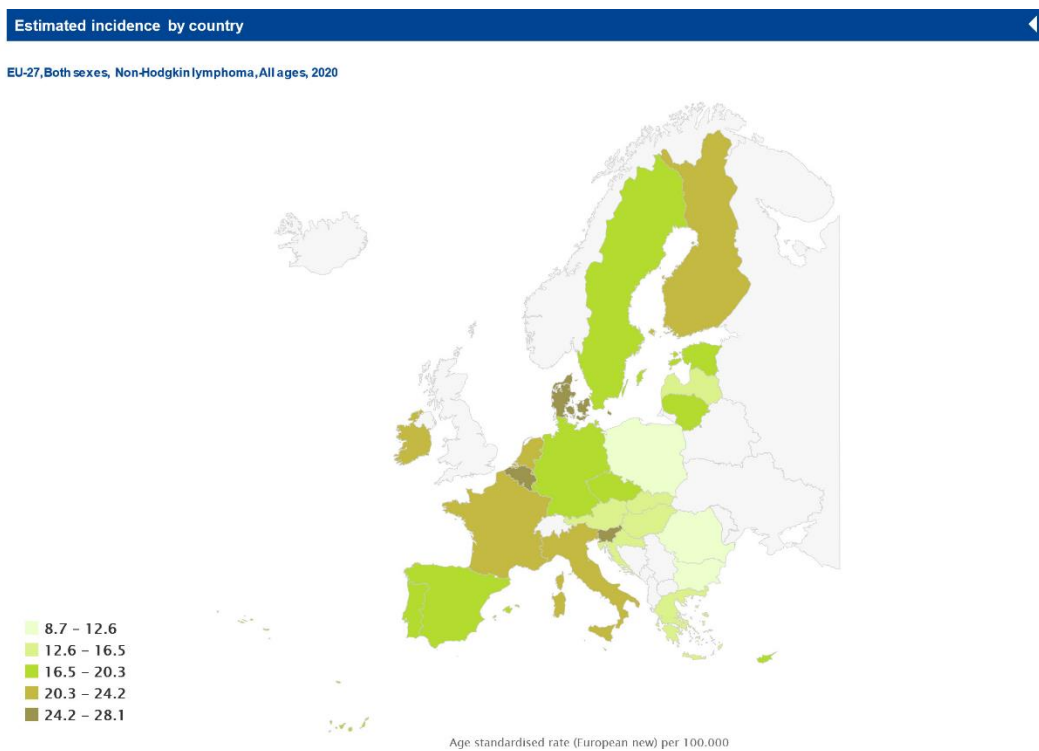 Estimated incidence by country
EU-27, Both sexes, Non-Hodgkin lymphoma, All ages, 2020
8.7 – 12.6
12.6 – 16.5
16.5 – 20.3
20.3 – 24.2
24.2 – 28.1
Age standardised rate (European new) per 100.000